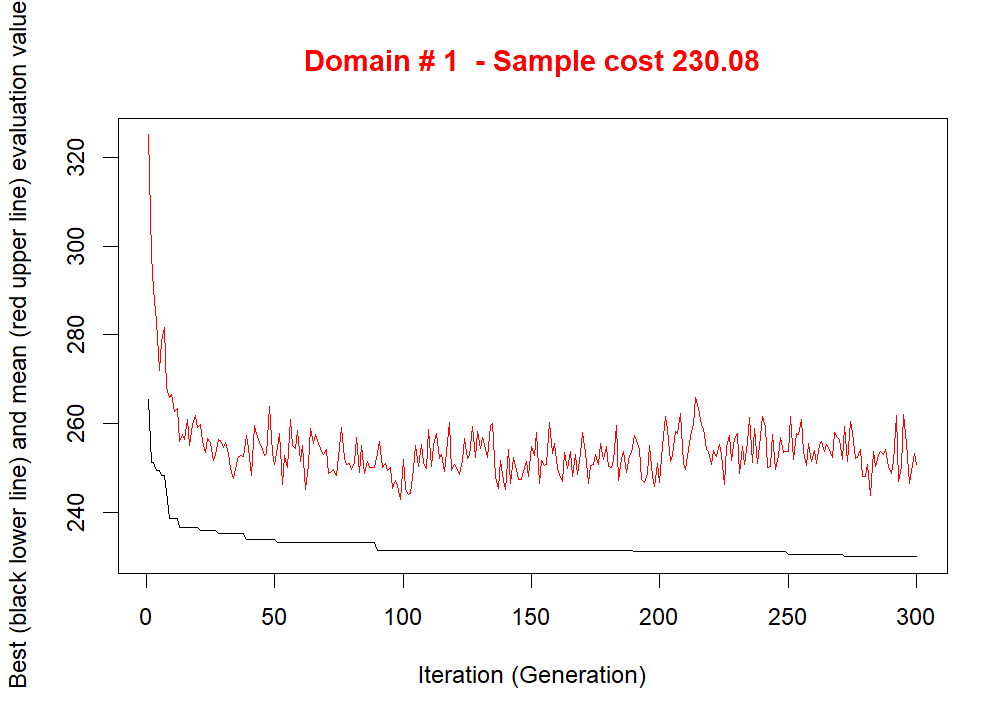 Domain # 1  - Sample cost 230.08
Best (black lower line) and mean (red upper line) evaluation value
320
300
280
260
240
0 50 100 150 200 250 300
Iteration (Generation)